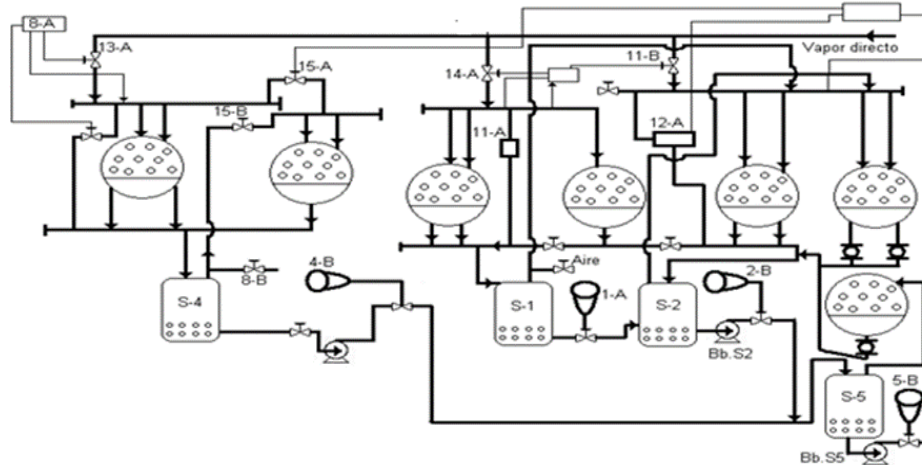 8-A
13-A
15-A
14-A
11-B
Vapor directo
15-B
11-A
12-A
4-B
Aire
2-B
8-B
S-4
S-1
1-A
S-2
Bb.S2
S-5
5-B
Bb.S5